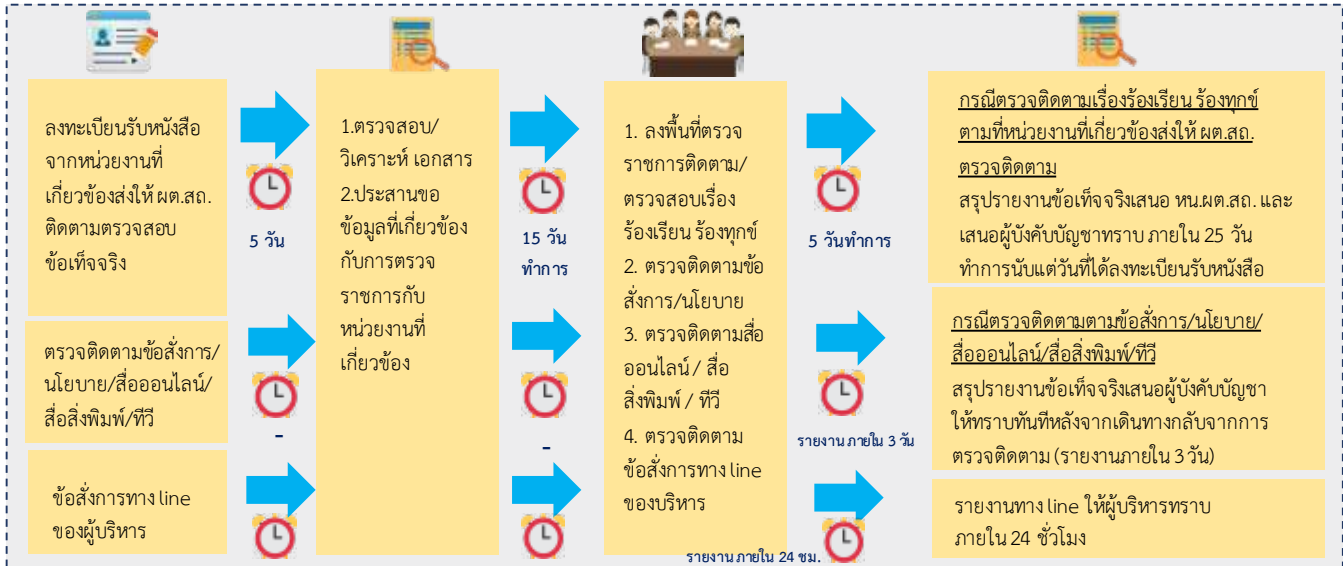 ลงทะเบียนรับหนังสือ
จากหน่วยงานที่
เกี่ยวข้องส่งให้ ผต.สถ.
ติดตามตรวจสอบ
ข้อเท็จจริง
5 วัน
1.ตรวจสอบ/
วิเคราะห์ เอกสาร
2.ประสานขอ
ข้อมูลที่เกี่ยวข้อง
กับการตรวจ
ราชการกับ
หน่วยงานที่
เกี่ยวข้อง
15 วัน
ทำการ
1. ลงพื้นที่ตรวจ
ราชการติดตาม/
ตรวจสอบเรื่อง
ร้องเรียน ร้องทุกข์
2. ตรวจติดตามข้อ
สั่งการ/นโยบาย
3. ตรวจติดตามสื่อ
ออนไลน์ / สื่อ
สิ่งพิมพ์ / ทีวี
4. ตรวจติดตาม
ข้อสั่งการทาง line
ของบริหาร
5 วันทำการ
กรณีตรวจติดตามเรื่องร้องเรียน ร้องทุกข์
ตามที่หน่วยงานที่เกี่ยวข้องส่งให้ ผต.สถ.
ตรวจติดตาม
สรุปรายงานข้อเท็จจริงเสนอ หน.ผต.สถ. และ
เสนอผู้บังคับบัญชาทราบ ภายใน 25 วัน
ทำการนับแต่วันที่ได้ลงทะเบียนรับหนังสือ
ตรวจติดตามข้อสั่งการ/
นโยบาย/สื่อออนไลน์/
สื่อสิ่งพิมพ์/ทีวี
-
-
รายงาน ภายใน 3 วัน
กรณีตรวจติดตามตามข้อสั่งการ/นโยบาย/
สื่อออนไลน์/สื่อสิ่งพิมพ์/ทีวี
สรุปรายงานข้อเท็จจริงเสนอผู้บังคับบัญชา
ให้ทราบทันทีหลังจากเดินทางกลับจากการ
ตรวจติดตาม (รายงานภายใน 3 วัน)
ข้อสั่งการทาง line
ของผู้บริหาร
รายงาน ภายใน 24 ชม.
รายงานทาง line ให้ผู้บริหารทราบ
ภายใน 24 ชั่วโมง